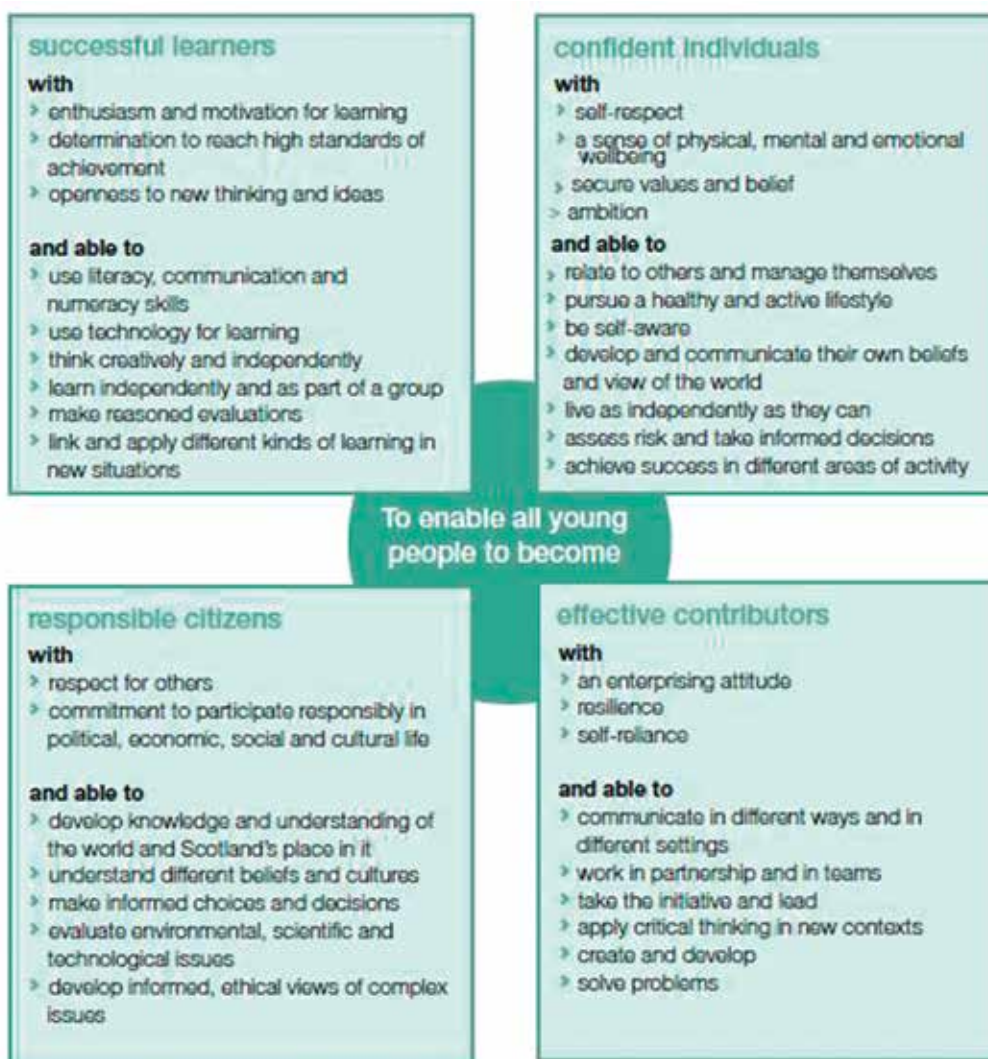 successful learners
with
> enthusiasm and motivation for learning
> determination to reach high standards of
achievement
> openness to new thinking and ideas
and able to
> use literacy, communication and
numeracy skills
> use technology for learning
> think creatively and independently
> learn independently and as part of a group
> make reasoned evaluations
> link and apply different kinds of learning in
new situations
confident individuals
with
> self-respect
> a sense of physical, mental and emotional
wellbeing
> secure values and belief
> ambition
and able to
> relate to others and manage themselves
> pursue a healthy and active lifestyle
> be self-aware
> develop and communicate their own beliefs
and view of the world
> live as independently as they can
> assess risk and take informed decisions
> achieve success in different areas of activity
To enable all young
people to become
responsible citizens
with
> respect for others
> commitment to participate responsibly in
political, economic, social and cultural life
and able to
> develop knowledge and understanding of
the world and Scotland's place in it
> understand different beliefs and cultures
> make informed choices and decisions
> evaluate environmental, scientific and
technological issues
> develop informed, ethical views of complex
issues
effective contributors
with
> an enterprising attitude
> resilience
> self-reliance
and able to
> communicate in different ways and in
different settings
> work in partnership and in teams
> take the initiative and lead
> apply critical thinking in new contexts
> create and develop
> solve problems